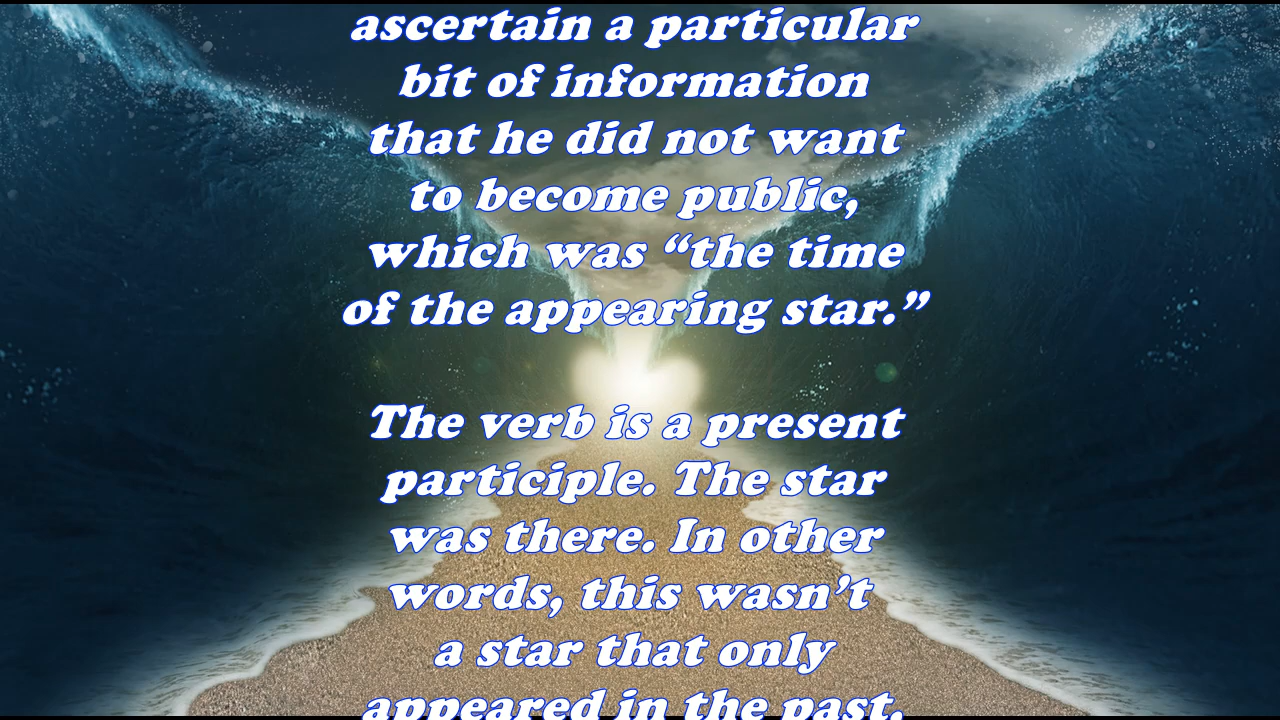 ascertain a particular
bit of information
that he did not want
to become public,
which was “the time
of the appearing star.”
The verb is a present
participle. The star
was there. In other
words, this wasn’t
a star that only
appeared in the past.